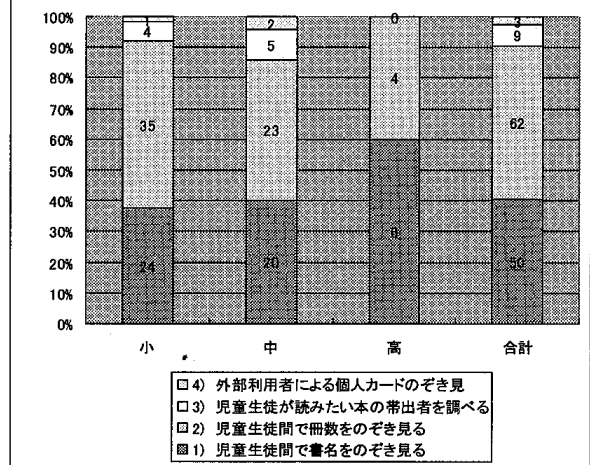 100% 1 2 0 3
4 9
90% 5
80% 4
70%
35 23 62
60%
50%
40%
30%
20% 24 20 50
10%
0%
小 中 高 合計
4) 外部利用者による個人カードのぞき見
3) 児童生徒が読みたい本の帯出者を調べる
2) 児童生徒間で冊数をのぞき見る
1) 児童生徒間で書名をのぞき見る